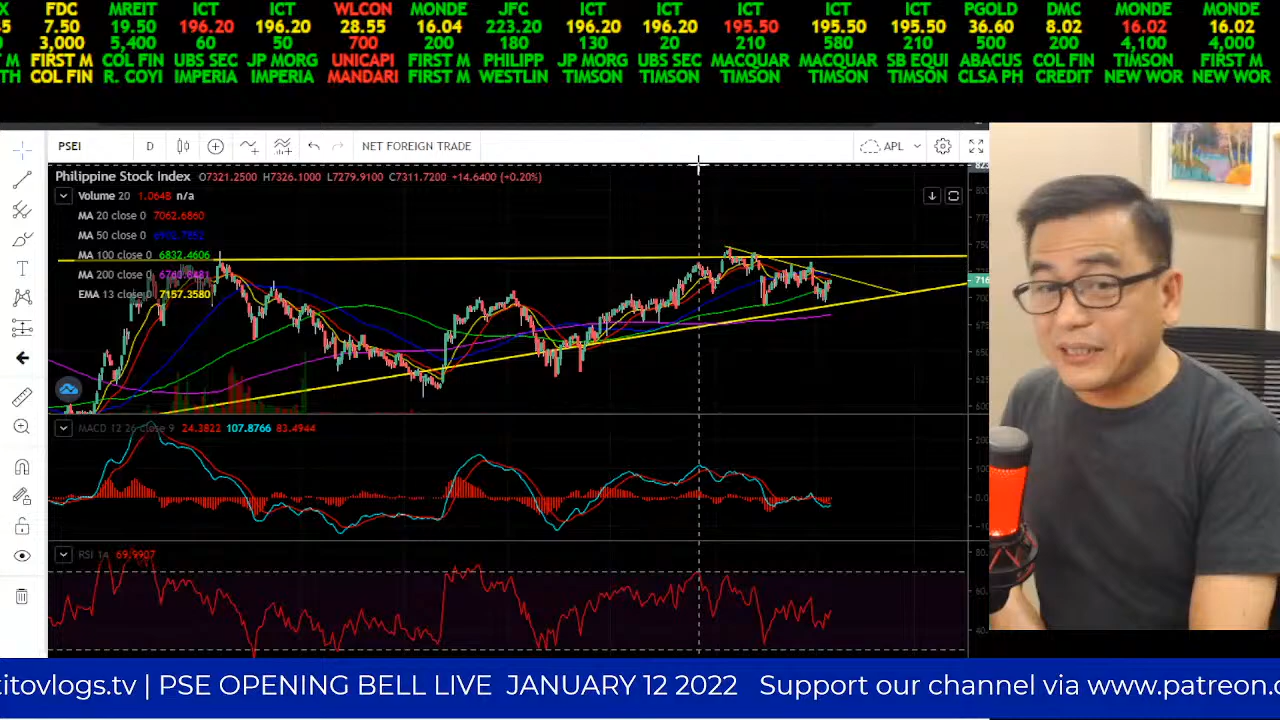 X FDC MREIT ICT ICT WLCON MONDE JFC ICT ICT ICT ICT ICT PGOLD DMC MONDE MONDE
7.50 19.50 196.20 196.20 28.55 16.04 223.20 196.20 196.20 195.50 195.50 195.50 36.60 8.02 16.02 16.02
3,000 5,400 60 50 700 200 180 130 20 210 580 210 500 200 4,100 4,000
FIRST M COL FIN UBS SEC JP MORG UNICAPI FIRST M PHILIPP JP MORG UBS SEC MACQUAR MACQUAR SB EQUI ABACUS COL FIN TIMSON FIRST M
TH COL FIN R. COYI IMPERIA IMPERIA MANDARI FIRST M WESTLIN TIMSON TIMSON TIMSON TIMSON TIMSON CLSA PH CREDIT NEW WOR NEW WOR
PSEI D NET FOREIGN TRADE APL
Philippine Stock Index O7321.2500 H7326.1000 L7279.9100 C7311.7200 +14.6400 (+0.20%)
Volume 20 1.064B n/a
MA 20 close 0 7062.6860
MA 50 close 0
MA 100 close 0 6832.4606
MA 200 close 0
EMA 13 close 0 7157.3580
MACD 12 26 close 9 24.3822 107.8766 83.4944
RSI 14 69.9907
titovlogs.tv | PSE OPENING BELL LIVE JANUARY 12 2022 Support our channel via www.patreon.c